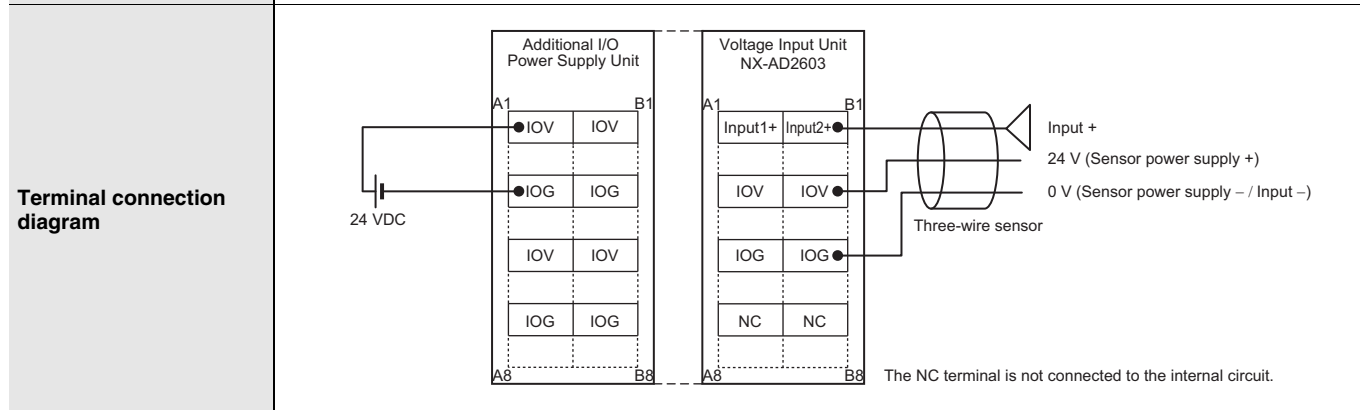 Terminal connection
diagram
Additional I/O
Power Supply Unit
A1
B1
IOV
IOV
IOG
IOG
IOV
IOV
IOG
IOG
A8
B8
24 VDC
Voltage Input Unit
NX-AD2603
A1
B1
Input1+
Input2+
IOV
IOV
IOG
IOG
NC
NC
A8
B8
Input +
24 V (Sensor power supply +)
0 V (Sensor power supply − / Input −)
Three-wire sensor
The NC terminal is not connected to the internal circuit.